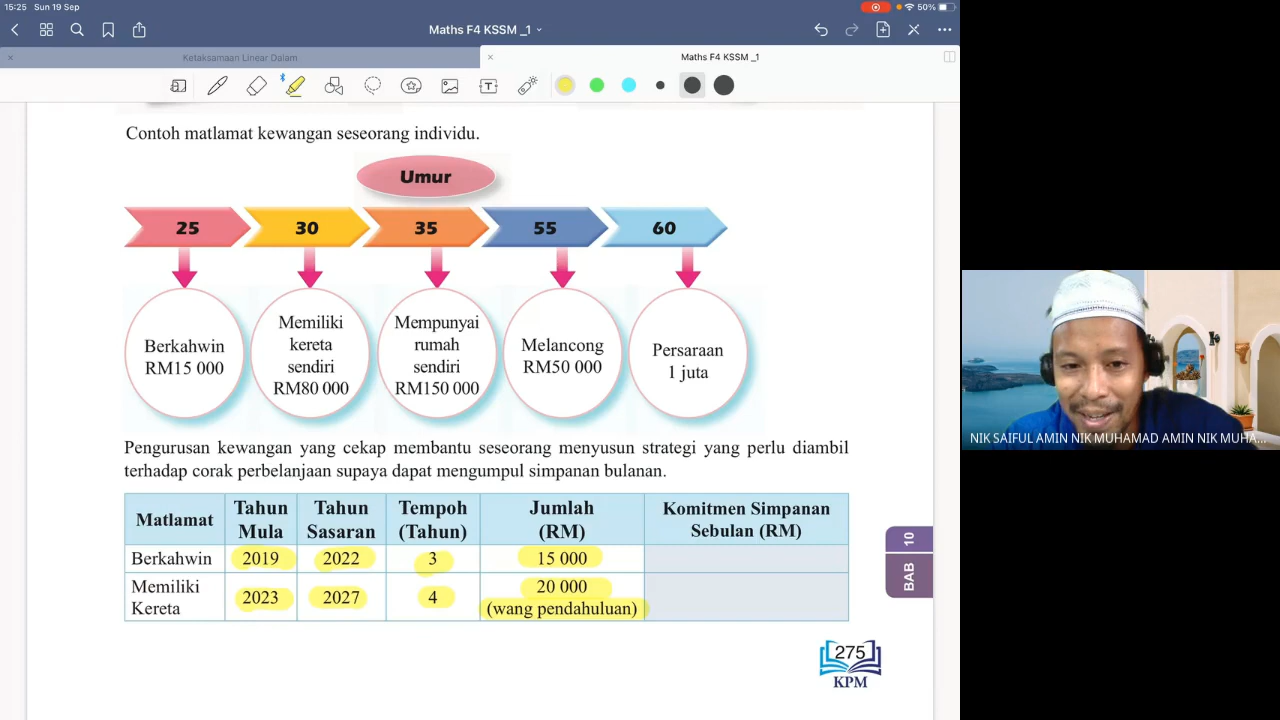 15:25 Sun 19 Sep
50%
Maths F4 KSSM _1
Ketaksamaan Linear Dalam
Maths F4 KSSM _1
Contoh matlamat kewangan seseorang individu.
Umur
25 30 35 55 60
Berkahwin
RM15 000
Memiliki
kereta
sendiri
RM80 000
Mempunyai
rumah
sendiri
RM150 000
Melancong
RM50 000
Persaraan
1 juta
Pengurusan kewangan yang cekap membantu seseorang menyusun strategi yang perlu diambil
terhadap corak perbelanjaan supaya dapat mengumpul simpanan bulanan.
Matlamat
Tahun
Mula
Tahun
Sasaran
Tempoh
(Tahun)
Jumlah
(RM)
Komitmen Simpanan
Sebulan (RM)
Berkahwin 2019 2022 3 15 000
Memiliki
Kereta
2023 2027 4
20 000
(wang pendahuluan)
BAB 10
275
KPM
NIK SAIFUL AMIN NIK MUHAMAD AMIN NIK MUHA...